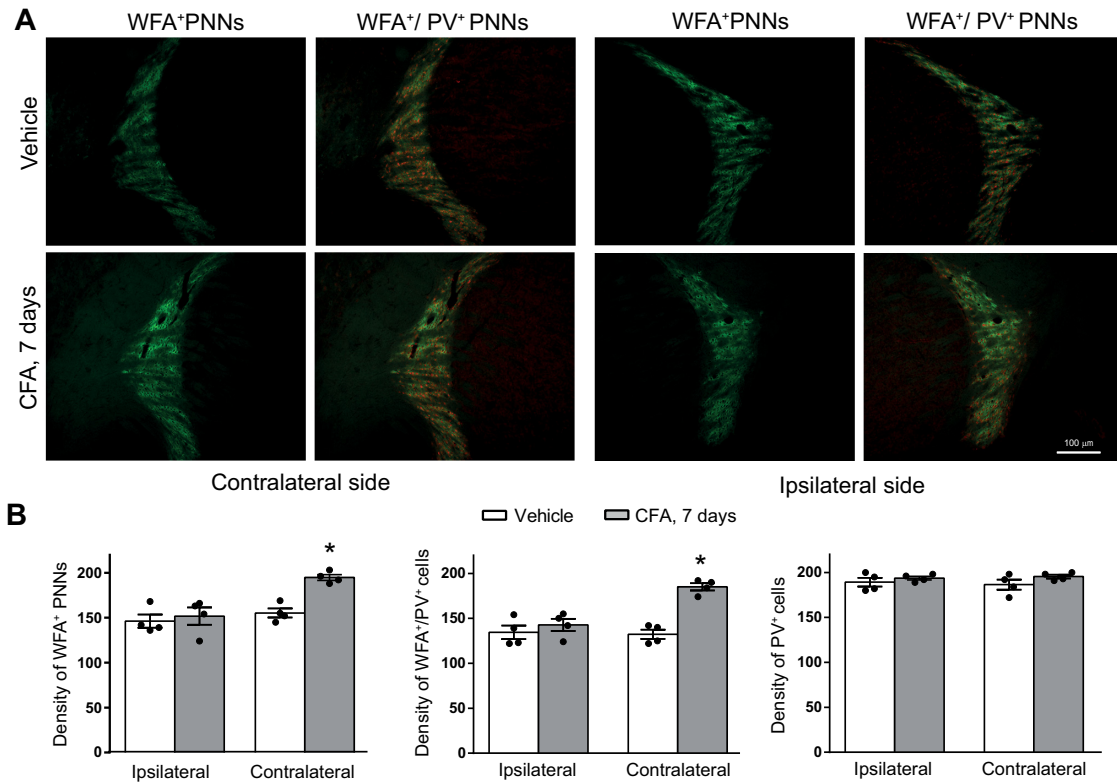 A
WFA⁺PNNs
WFA⁺/ PV⁺ PNNs
WFA⁺PNNs
WFA⁺/ PV⁺ PNNs
Vehicle
CFA, 7 days
100 μm
Contralateral side
Ipsilateral side
B
Vehicle
CFA, 7 days
Density of WFA⁺ PNNs
200
150
100
50
0
*
Ipsilateral
Contralateral
Density of WFA⁺/PV⁺ cells
200
150
100
50
0
*
Ipsilateral
Contralateral
Density of PV⁺ cells
200
150
100
50
0
Ipsilateral
Contralateral